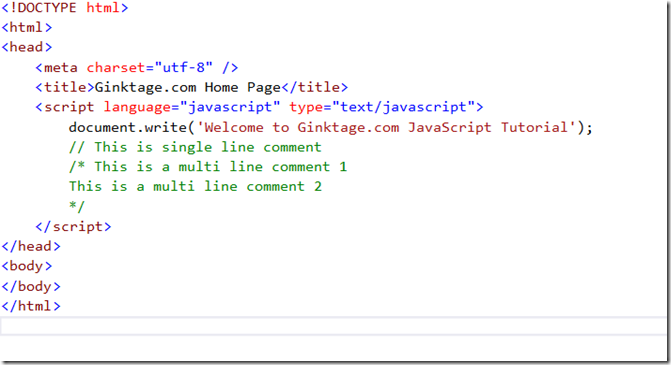 <!DOCTYPE html>
<html>
<head>
    <meta charset="utf-8" />
    <title>Ginktage.com Home Page</title>
    <script language="javascript" type="text/javascript">
        document.write('Welcome to Ginktage.com JavaScript Tutorial');
        // This is single line comment
        /* This is a multi line comment 1
        This is a multi line comment 2
        */
    </script>
</head>
<body>
</body>
</html>